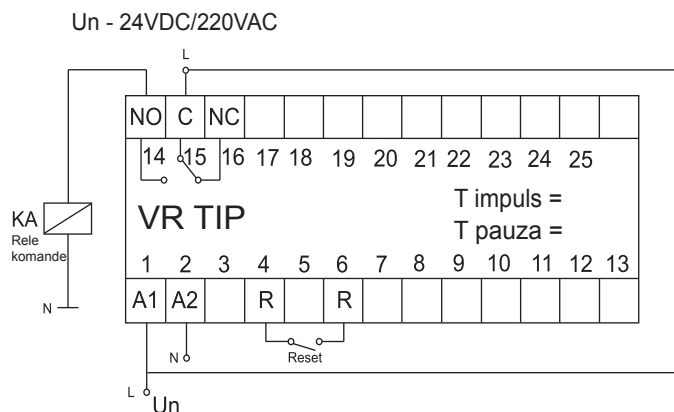 Un - 24VDC/220VAC
L
NO C NC
14 15 16 17 18 19 20 21 22 23 24 25
KA
Rele
komande
VR TIP
T impuls =
T pauza =
1 2 3 4 5 6 7 8 9 10 11 12 13
A1 A2 R R
N
Reset
N
L
Un